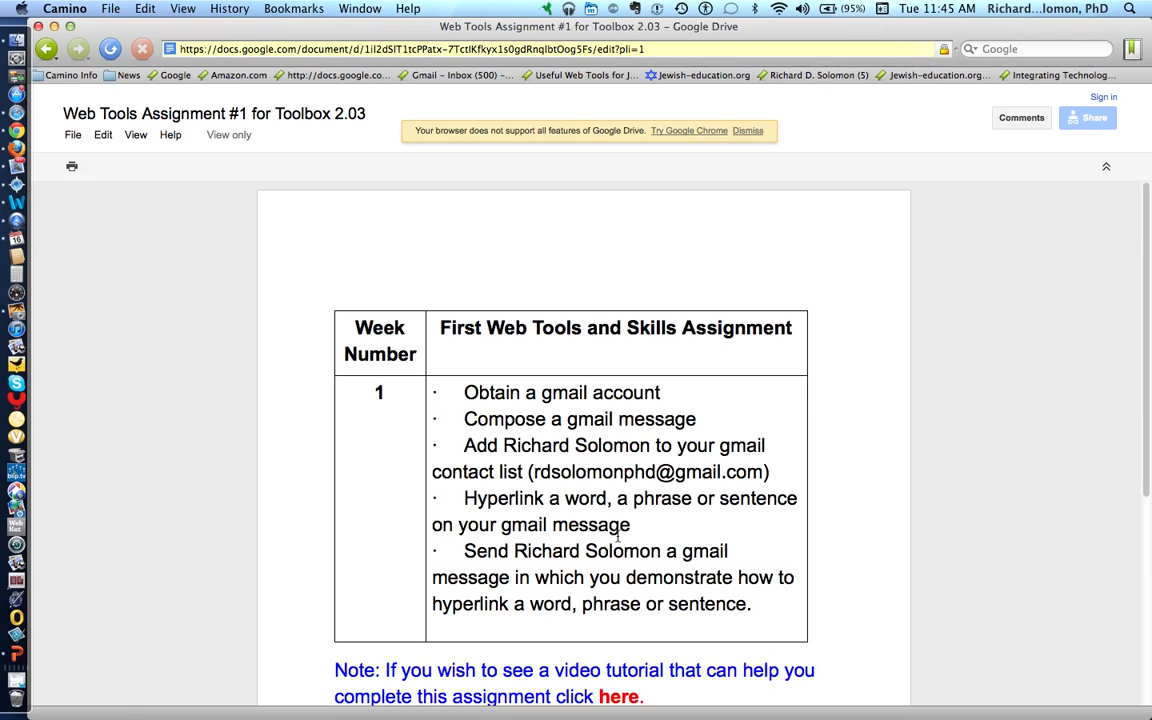 Camino File Edit View History Bookmarks Window Help (95%) Tue 11:45 AM Richard...lomon, PhD
Web Tools Assignment #1 for Toolbox 2.03 – Google Drive
Google
Camino Info News Google Amazon.com http://docs.google.co... Gmail - Inbox (500) -... Useful Web Tools for J... Jewish-education.org Richard D. Solomon (5) Jewish-education.org... Integrating Technolog...
Sign in
Web Tools Assignment #1 for Toolbox 2.03
Your browser does not support all features of Google Drive. Try Google Chrome Dismiss
Comments Share
File Edit View Help View only
Week Number
First Web Tools and Skills Assignment
1
· Obtain a gmail account
· Compose a gmail message
· Add Richard Solomon to your gmail
contact list (rdsolomonphd@gmail.com)
· Hyperlink a word, a phrase or sentence
on your gmail message
· Send Richard Solomon a gmail
message in which you demonstrate how to
hyperlink a word, phrase or sentence.
Note: If you wish to see a video tutorial that can help you
complete this assignment click here.